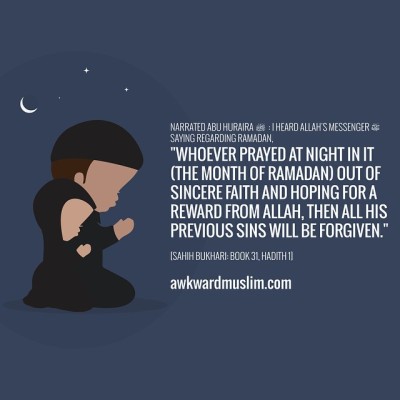 NARRATED ABU HURAIRA ﷺ : I HEARD ALLAH'S MESSENGER ﷺ
SAYING REGARDING RAMADAN,
"WHOEVER PRAYED AT NIGHT IN IT
(THE MONTH OF RAMADAN) OUT OF
SINCERE FAITH AND HOPING FOR A
REWARD FROM ALLAH, THEN ALL HIS
PREVIOUS SINS WILL BE FORGIVEN."
[SAHIH BUKHARI: BOOK 31, HADITH 1]
awkwardmuslim.com